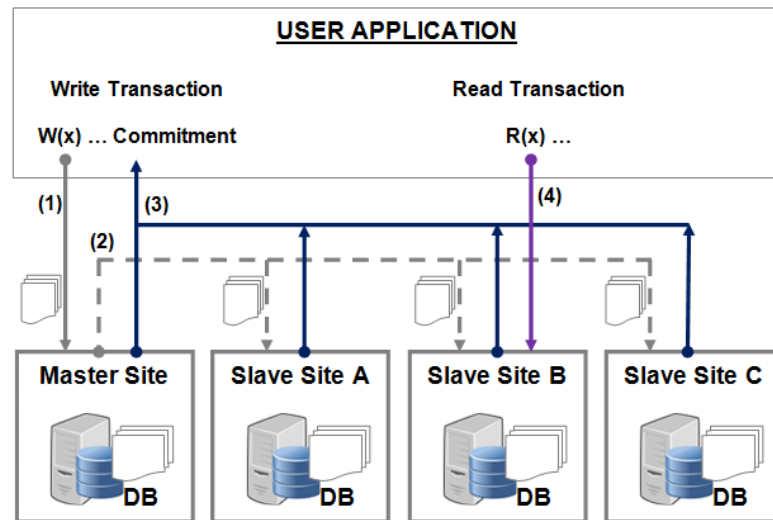 USER APPLICATION
Write Transaction
Read Transaction
W(x) ... Commitment
R(x) ...
(1)
(3)
(4)
(2)
Master Site
Slave Site A
Slave Site B
Slave Site C
DB
DB
DB
DB